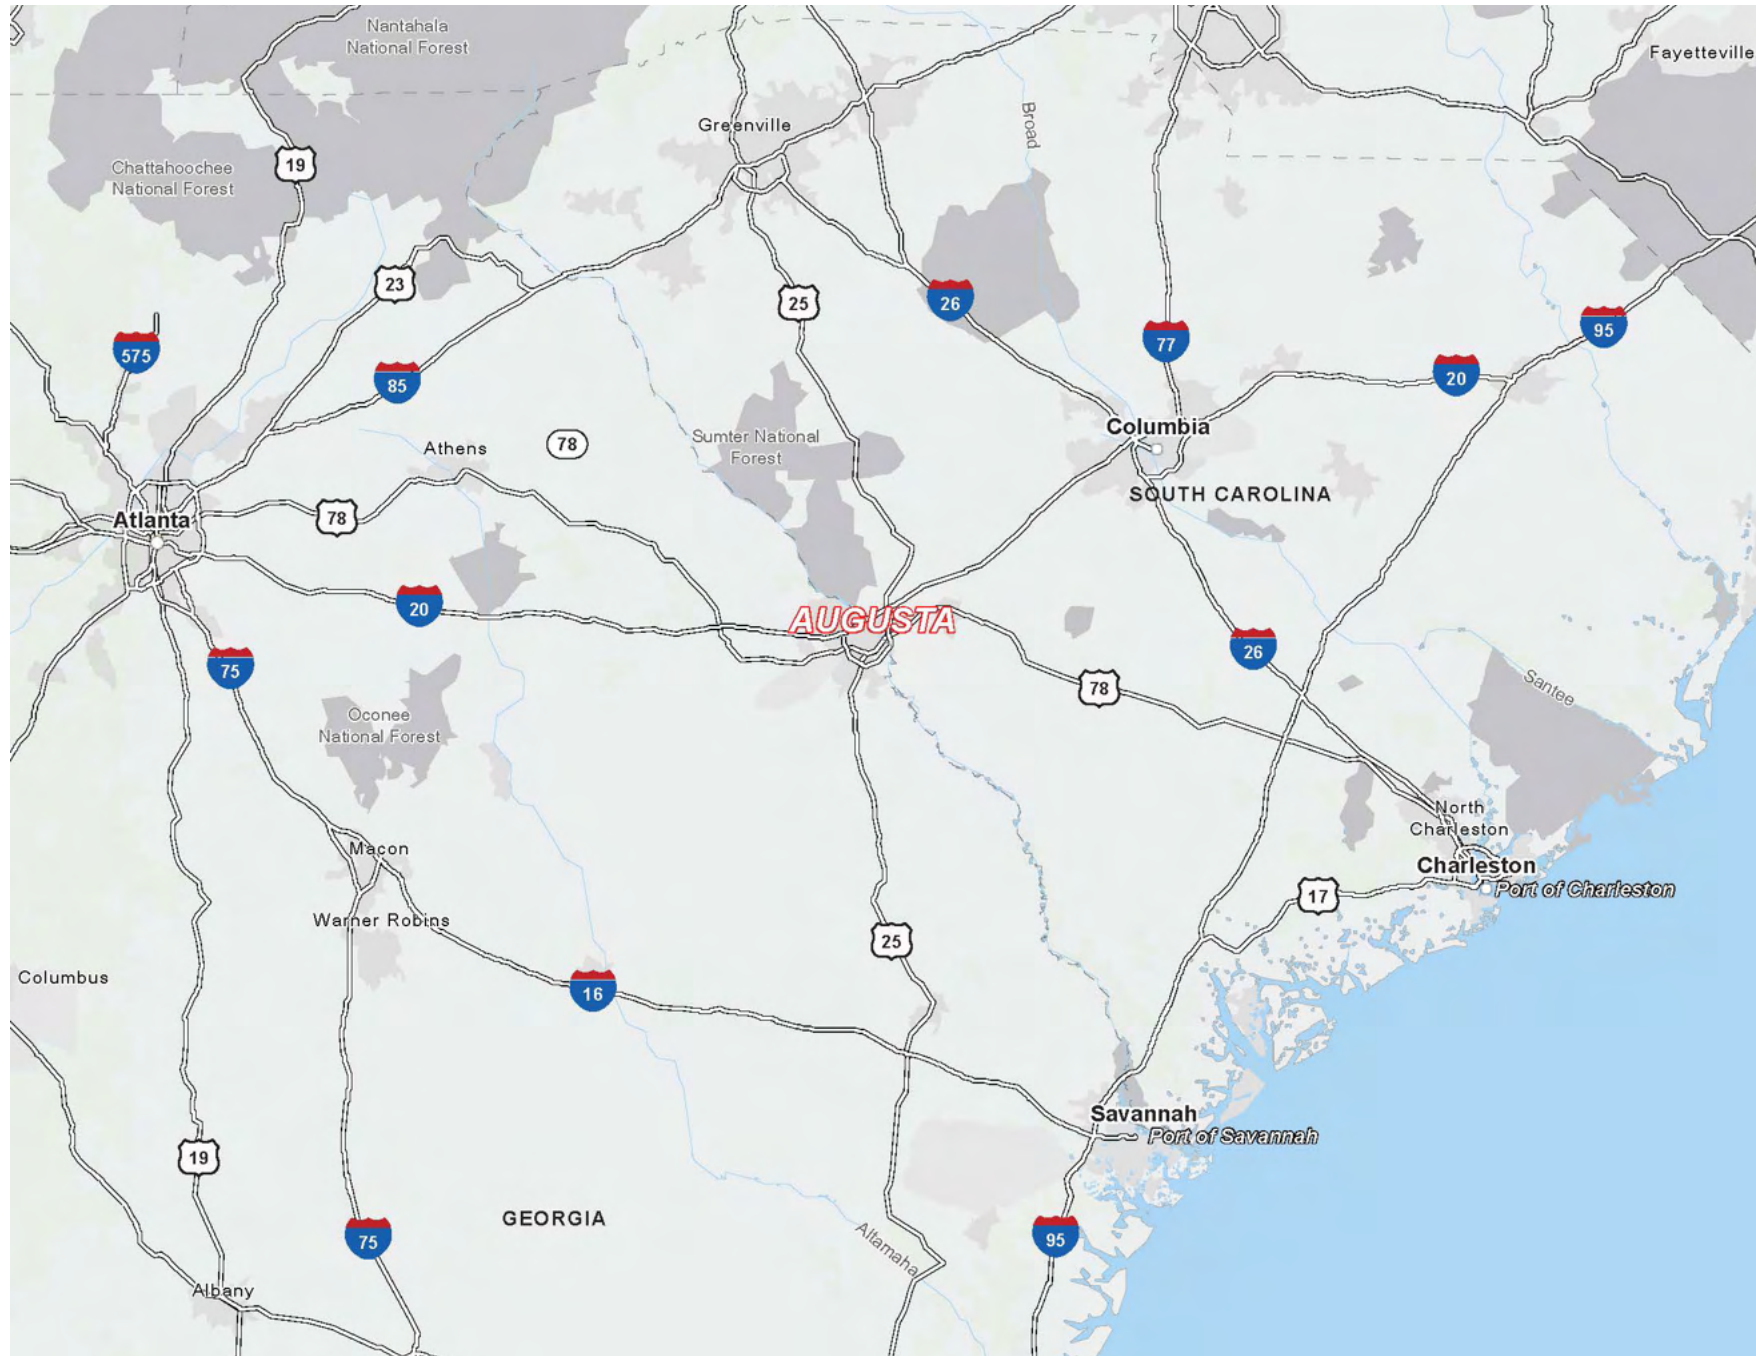 Nantahala
National Forest
Fayetteville
Broad
Greenville
19
Chattahoochee
National Forest
23
25
26
95
77
575
85
20
Columbia
Sumter National
Forest
Athens
78
SOUTH CAROLINA
78
Atlanta
20
AUGUSTA
26
75
78
Santee
Oconee
National Forest
North
Charleston
Macon
Charleston
Port of Charleston
17
Warner Robins
25
Columbus
16
Savannah
Port of Savannah
19
GEORGIA
75
95
Altamaha
Albany